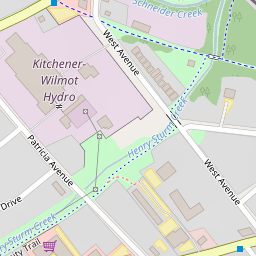 Schneider Creek
West Avenue
Kitchener-
Wilmot
Hydro
Henry-Sturm-Creek
Patricia Avenue
West Avenue
Drive
Henry-Sturm-Creek
ity Trail